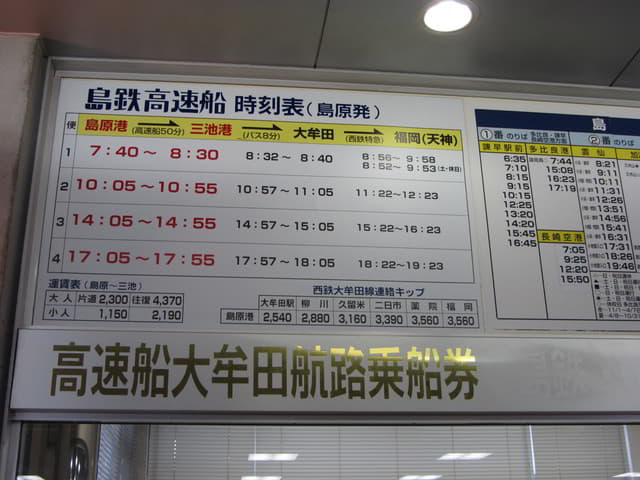 島鉄高速船 時刻表(島原発)
便 島原港 (高速船50分) 三池港 (バス8分) 大牟田 (西鉄特急) 福岡(天神)
1 7:40~ 8:30 8:32~ 8:40 8:56~ 9:58
8:52~ 9:53(土・休日)
2 10:05~10:55 10:57~11:05 11:22~12:23
3 14:05~14:55 14:57~15:05 15:22~16:23
4 17:05~17:55 17:57~18:05 18:22~19:23
運賃表(島原~三池)
大人 片道 2,300 往復 4,370
小人 1,150 2,190
西鉄大牟田線連絡キップ
大牟田駅 柳川 久留米 二日市 薬院 福岡
島原港 2,540 2,880 3,160 3,390 3,560 3,560
島
①番 のりば 多比良・諫早 長崎空港方面 ②番 のりば
諫早駅前 多比良港 雲仙
6:35
7:10
8:15
9:15
10:15
12:25
13:20
14:20
15:45
16:45
7:44
15:08
16:23
17:19
長崎空港
7:05
9:25
12:20
15:50
8:21
9:11
11:11
12:26
13:51
14:56
16:31
17:31
19:26
19:46
高速船大牟田航路乗船券